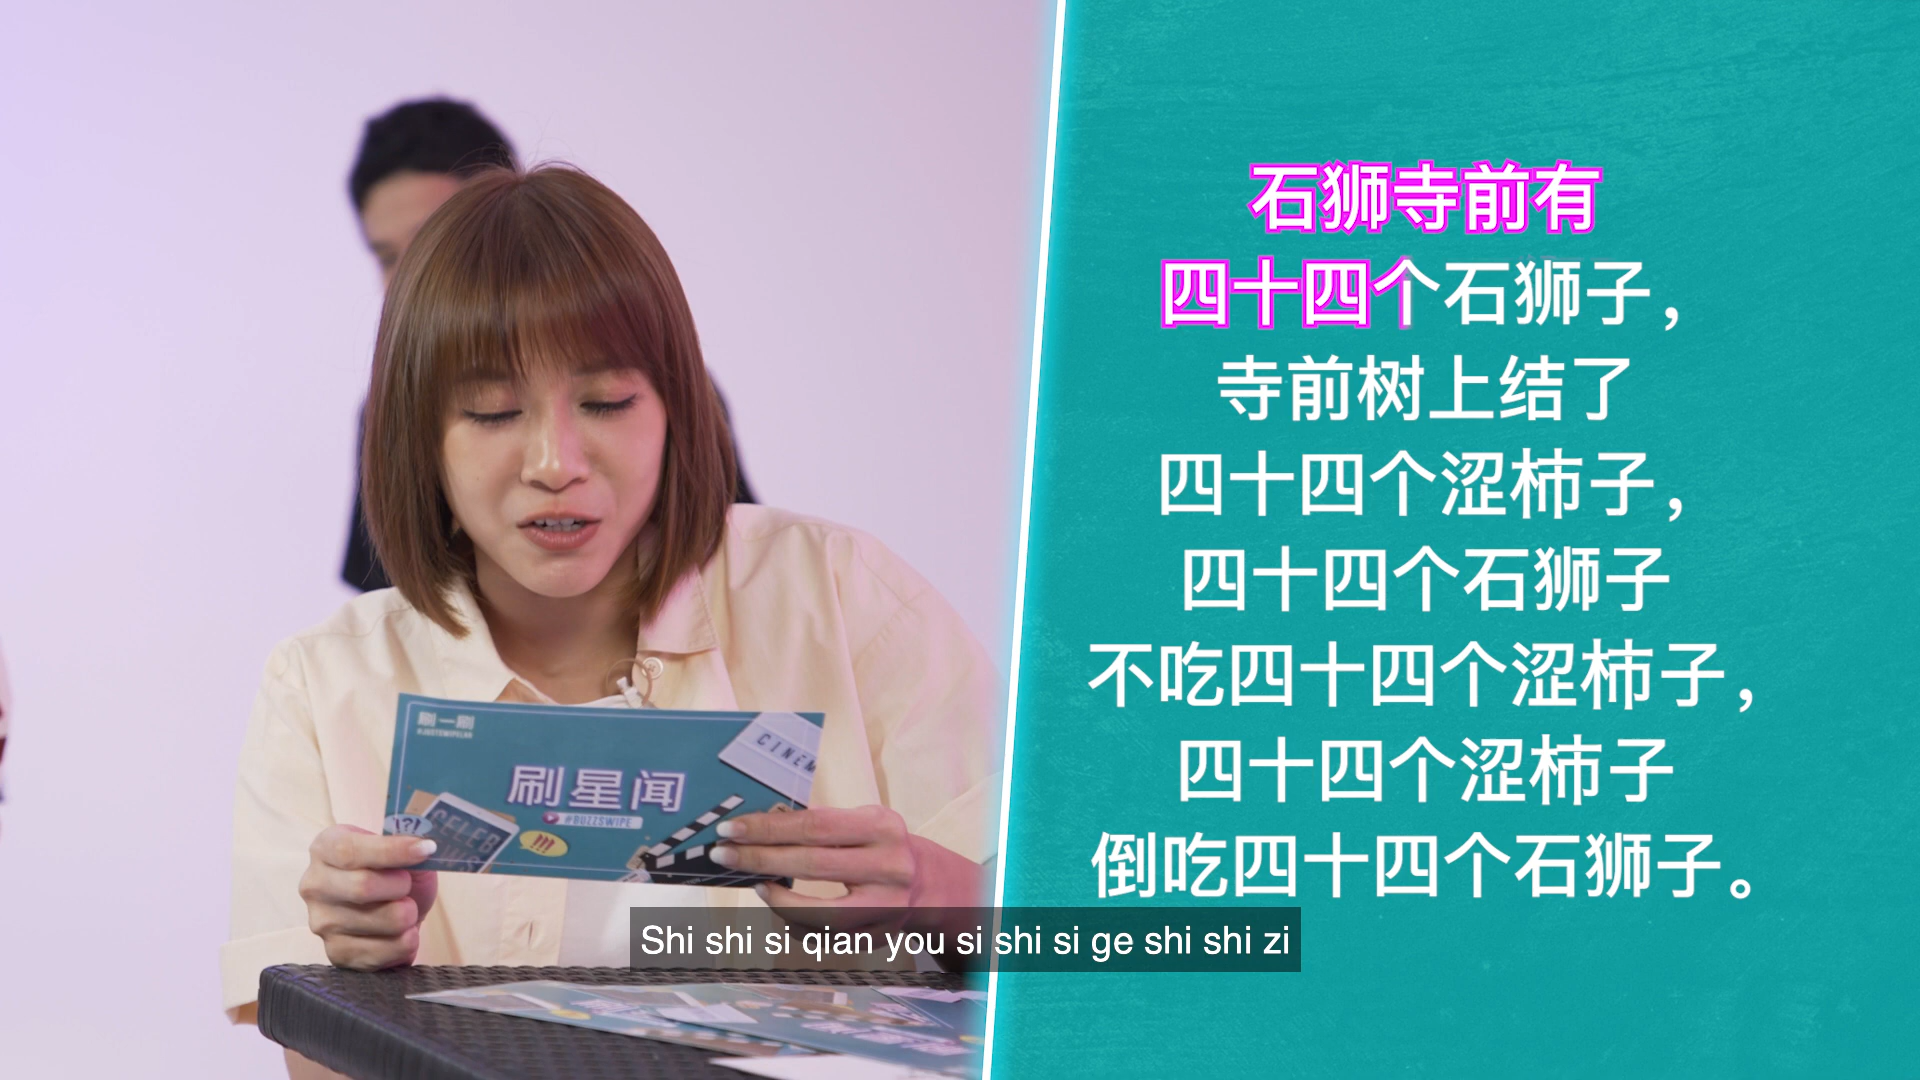 石狮寺前有
四十四个石狮子，
寺前树上结了
四十四个涩柿子，
四十四个石狮子
不吃四十四个涩柿子，
四十四个涩柿子
倒吃四十四个石狮子。
刷一刷
#JUSTSWIPELAH
CINEM
刷星闻
#BUZZSWIPE
!?!
CELEB
!!!
Shi shi si qian you si shi si ge shi shi zi